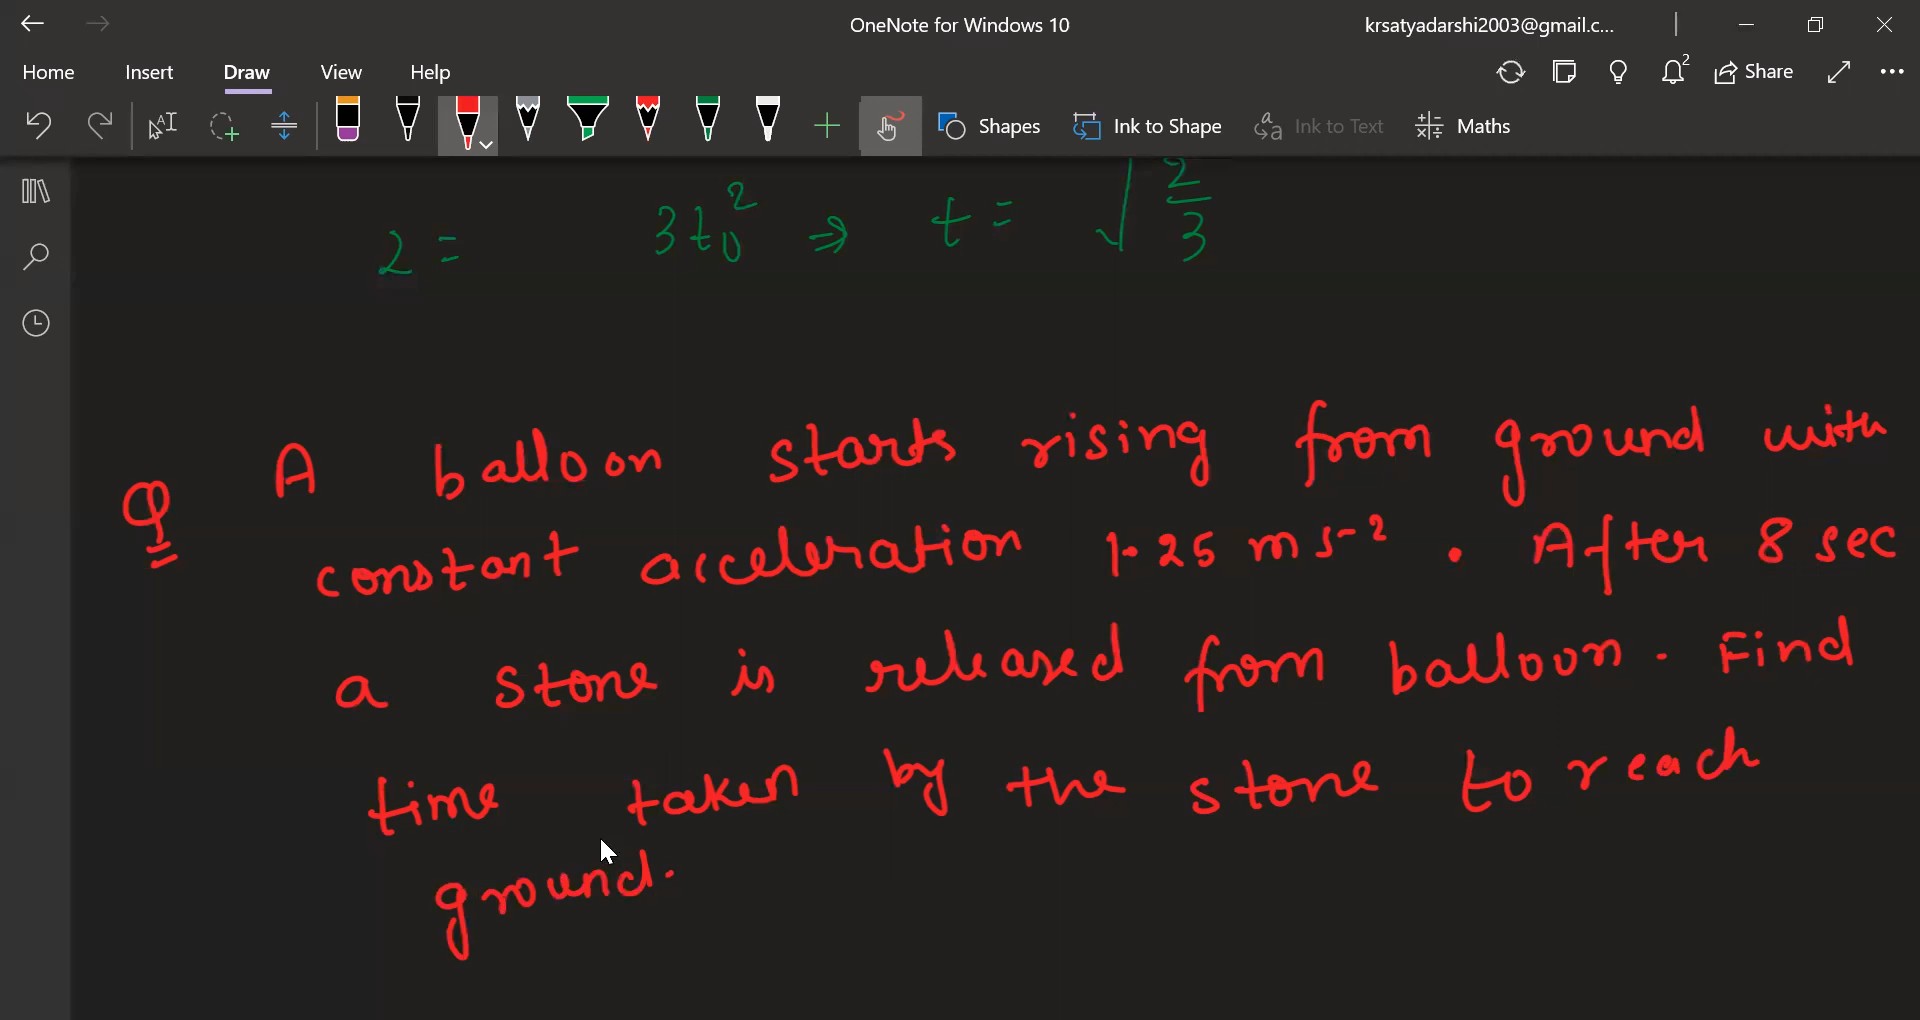 OneNote for Windows 10
krsatyadarshi2003@gmail.c...
Home Insert Draw View Help
2 Share
Shapes Ink to Shape Ink to Text Maths
2 = 3t₀² ⇒ t = √2/3
Q A balloon starts rising from ground with
constant acceleration 1.25 ms⁻². After 8 sec
a stone is released from balloon. Find
time taken by the stone to reach
ground.